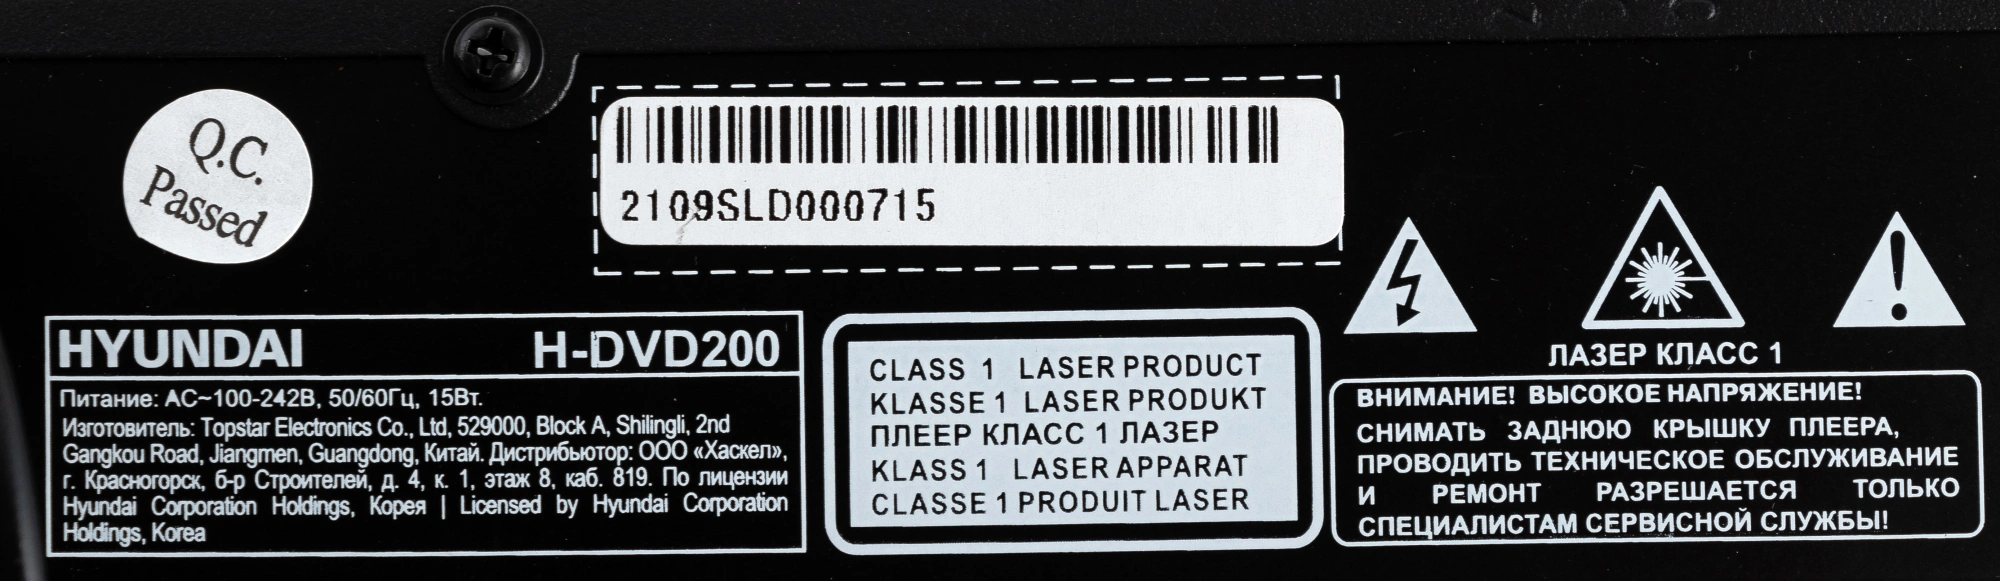 Q.C.
Passed
2109SLD000715
HYUNDAI H-DVD200
Питание: AC~100-242В, 50/60Гц, 15Вт.
Изготовитель: Topstar Electronics Co., Ltd, 529000, Block A, Shilingli, 2nd
Gangkou Road, Jiangmen, Guangdong, Китай. Дистрибьютор: ООО «Хаскел»,
г. Красногорск, б-р Строителей, д. 4, к. 1, этаж 8, каб. 819. По лицензии
Hyundai Corporation Holdings, Корея | Licensed by Hyundai Corporation
Holdings, Korea
CLASS 1 LASER PRODUCT
KLASSE 1 LASER PRODUKT
ПЛЕЕР КЛАСС 1 ЛАЗЕР
KLASS 1 LASER APPARAT
CLASSE 1 PRODUIT LASER
ЛАЗЕР КЛАСС 1
ВНИМАНИЕ! ВЫСОКОЕ НАПРЯЖЕНИЕ!
СНИМАТЬ ЗАДНЮЮ КРЫШКУ ПЛЕЕРА,
ПРОВОДИТЬ ТЕХНИЧЕСКОЕ ОБСЛУЖИВАНИЕ
И РЕМОНТ РАЗРЕШАЕТСЯ ТОЛЬКО
СПЕЦИАЛИСТАМ СЕРВИСНОЙ СЛУЖБЫ!